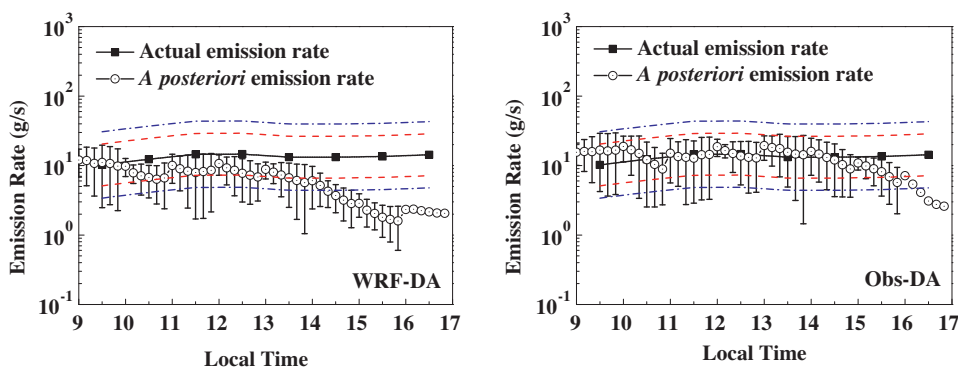 Emission Rate (g/s)
10³
10²
10¹
10⁰
10⁻¹
Actual emission rate
A posteriori emission rate
WRF-DA
9 10 11 12 13 14 15 16 17
Local Time
Emission Rate (g/s)
10³
10²
10¹
10⁰
10⁻¹
Actual emission rate
A posteriori emission rate
Obs-DA
9 10 11 12 13 14 15 16 17
Local Time